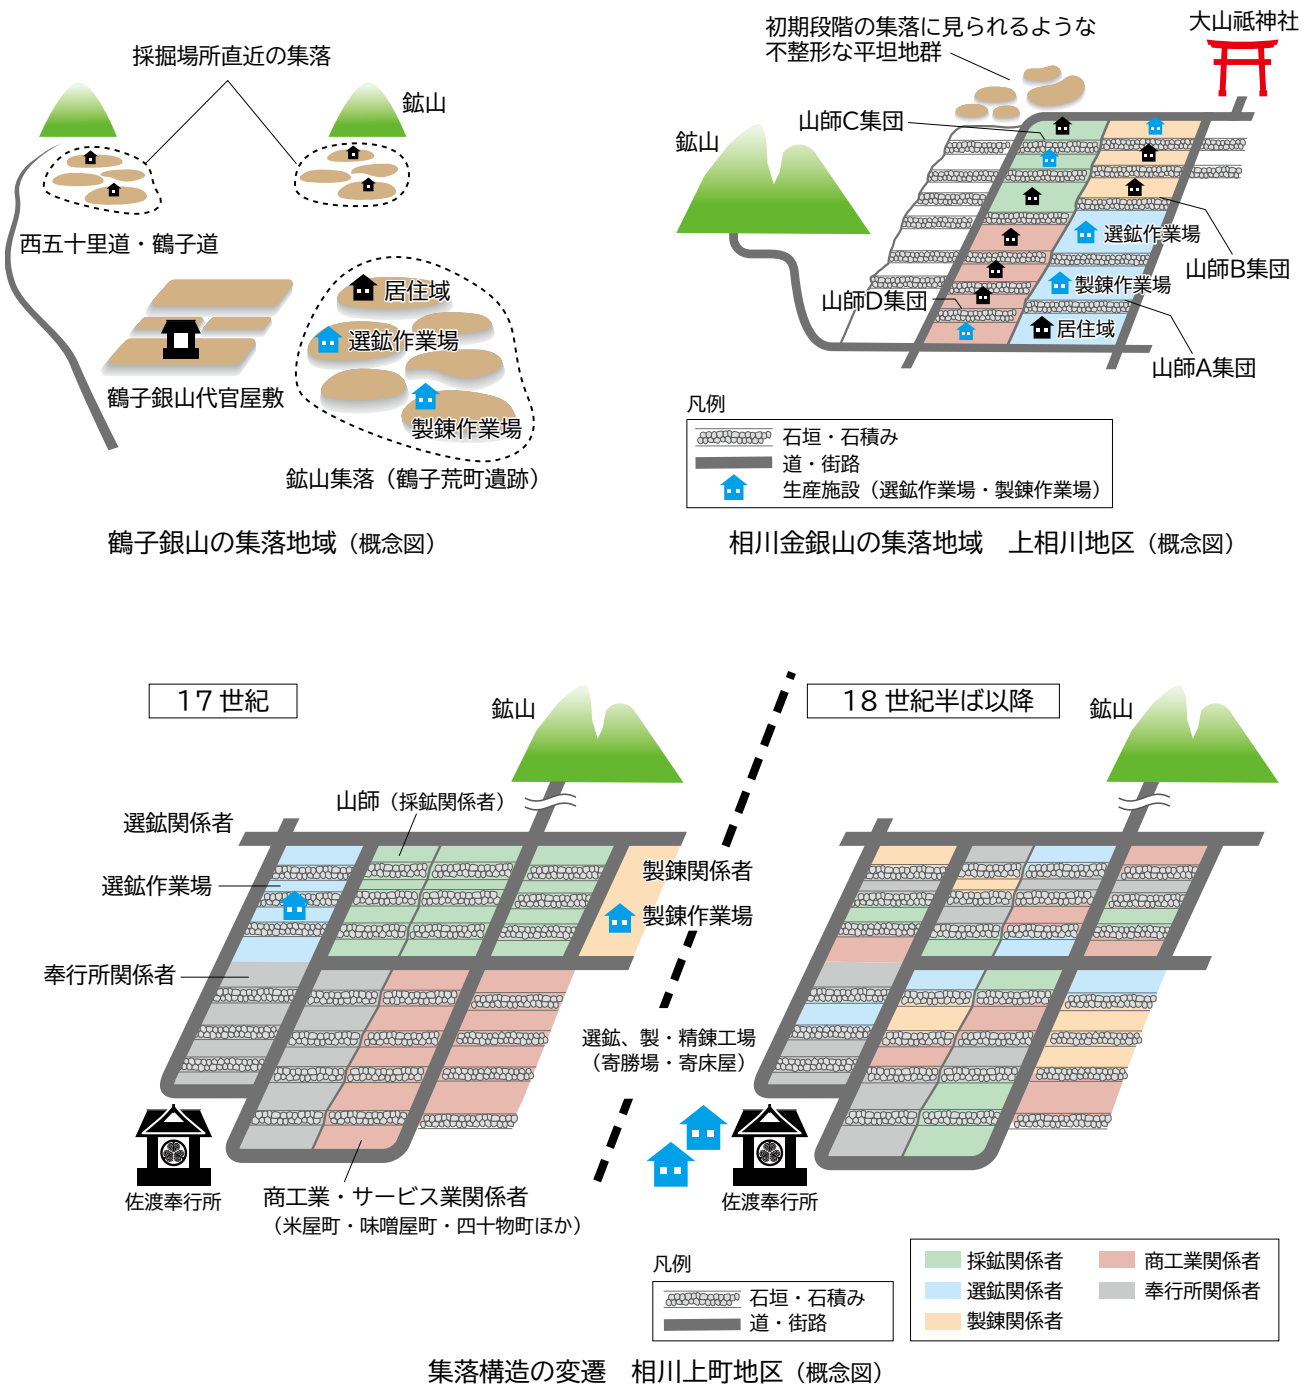 採掘場所直近の集落
鉱山
西五十里道・鶴子道
居住域
選鉱作業場
製錬作業場
鶴子銀山代官屋敷
鉱山集落（鶴子荒町遺跡）
鶴子銀山の集落地域（概念図）
初期段階の集落に見られるような
不整形な平坦地群
大山祇神社
鉱山
山師C集団
選鉱作業場
山師B集団
製錬作業場
山師D集団
居住域
山師A集団
凡例
石垣・石積み
道・街路
生産施設（選鉱作業場・製錬作業場）
相川金銀山の集落地域　上相川地区（概念図）
17世紀
鉱山
山師（採鉱関係者）
選鉱関係者
選鉱作業場
製錬関係者
製錬作業場
奉行所関係者
佐渡奉行所
商工業・サービス業関係者
（米屋町・味噌屋町・四十物町ほか）
18世紀半ば以降
鉱山
選鉱、製・精錬工場
（寄勝場・寄床屋）
佐渡奉行所
凡例
石垣・石積み
道・街路
採鉱関係者
選鉱関係者
製錬関係者
商工業関係者
奉行所関係者
集落構造の変遷　相川上町地区（概念図）